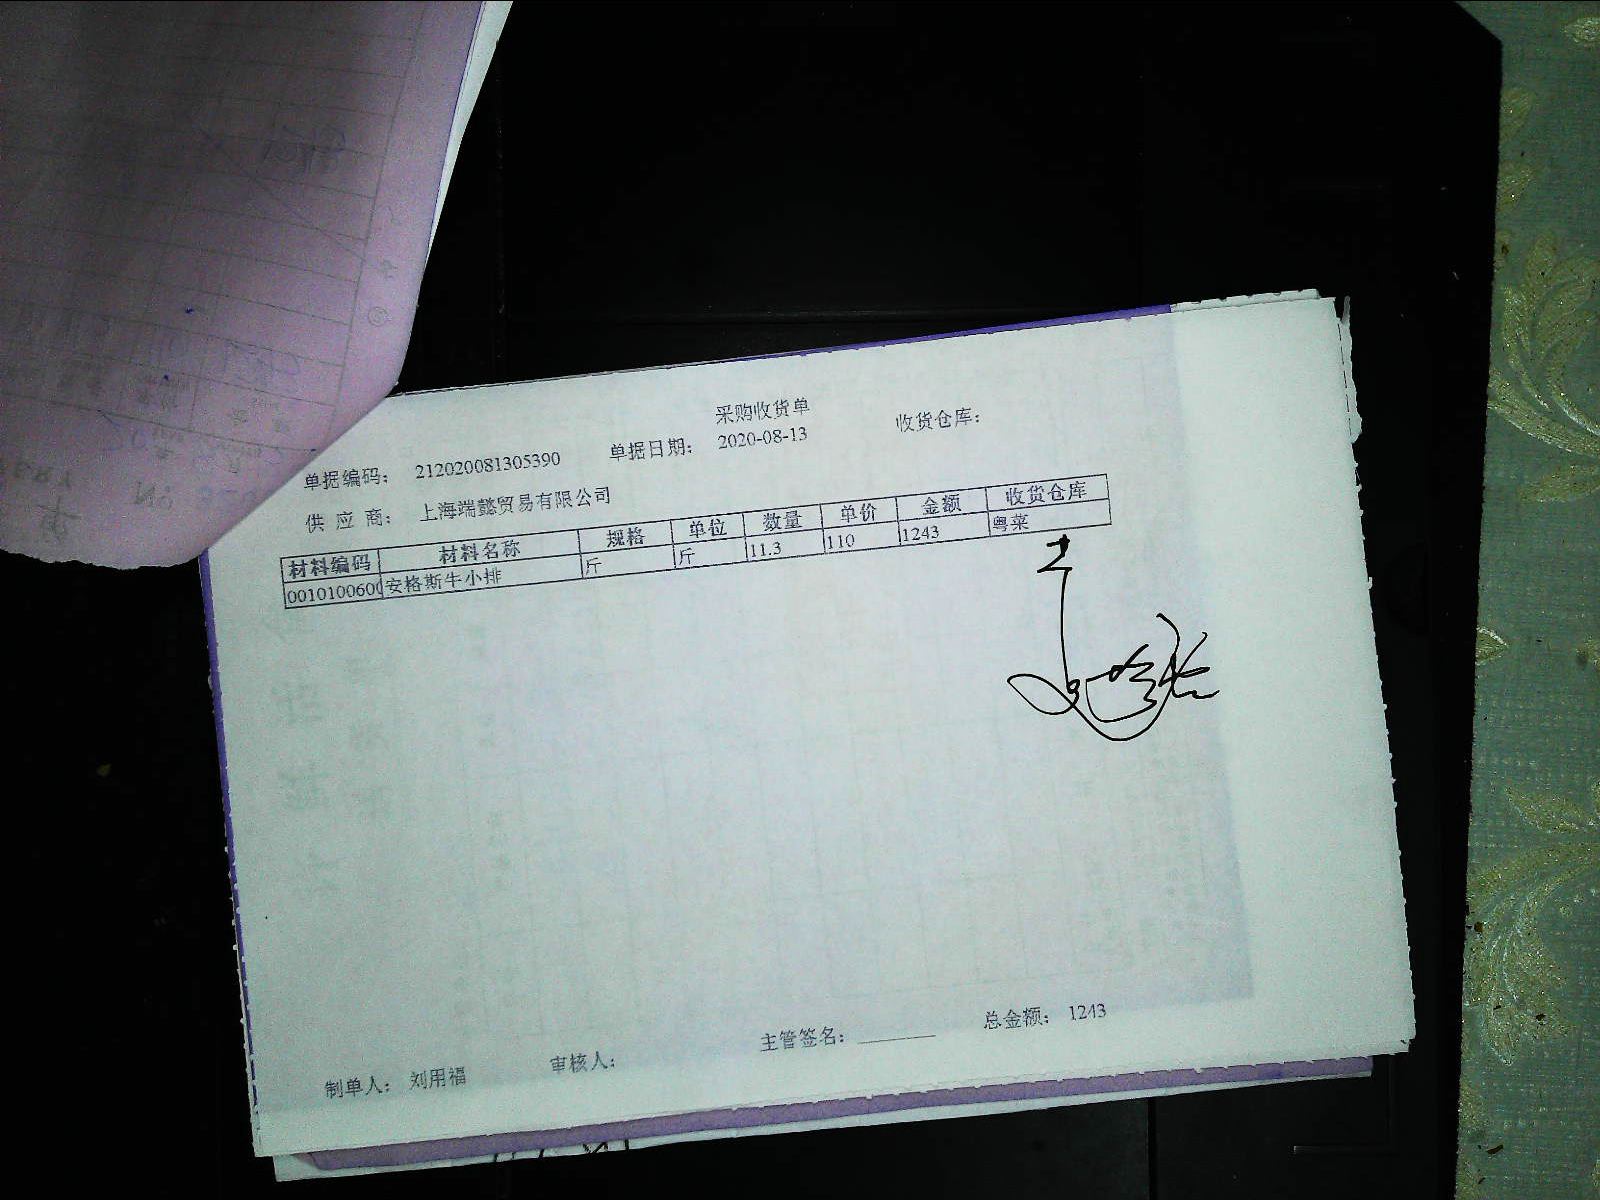 采购收货单
单据编码: 212020081305390 单据日期: 2020-08-13 收货仓库:
供 应 商: 上海端懿贸易有限公司
材料编码 材料名称 规格 单位 数量 单价 金额 收货仓库
0010100600 安格斯牛小排 斤 斤 11.3 110 1243 粤菜
制单人: 刘用福 审核人: 主管签名: 总金额: 1243